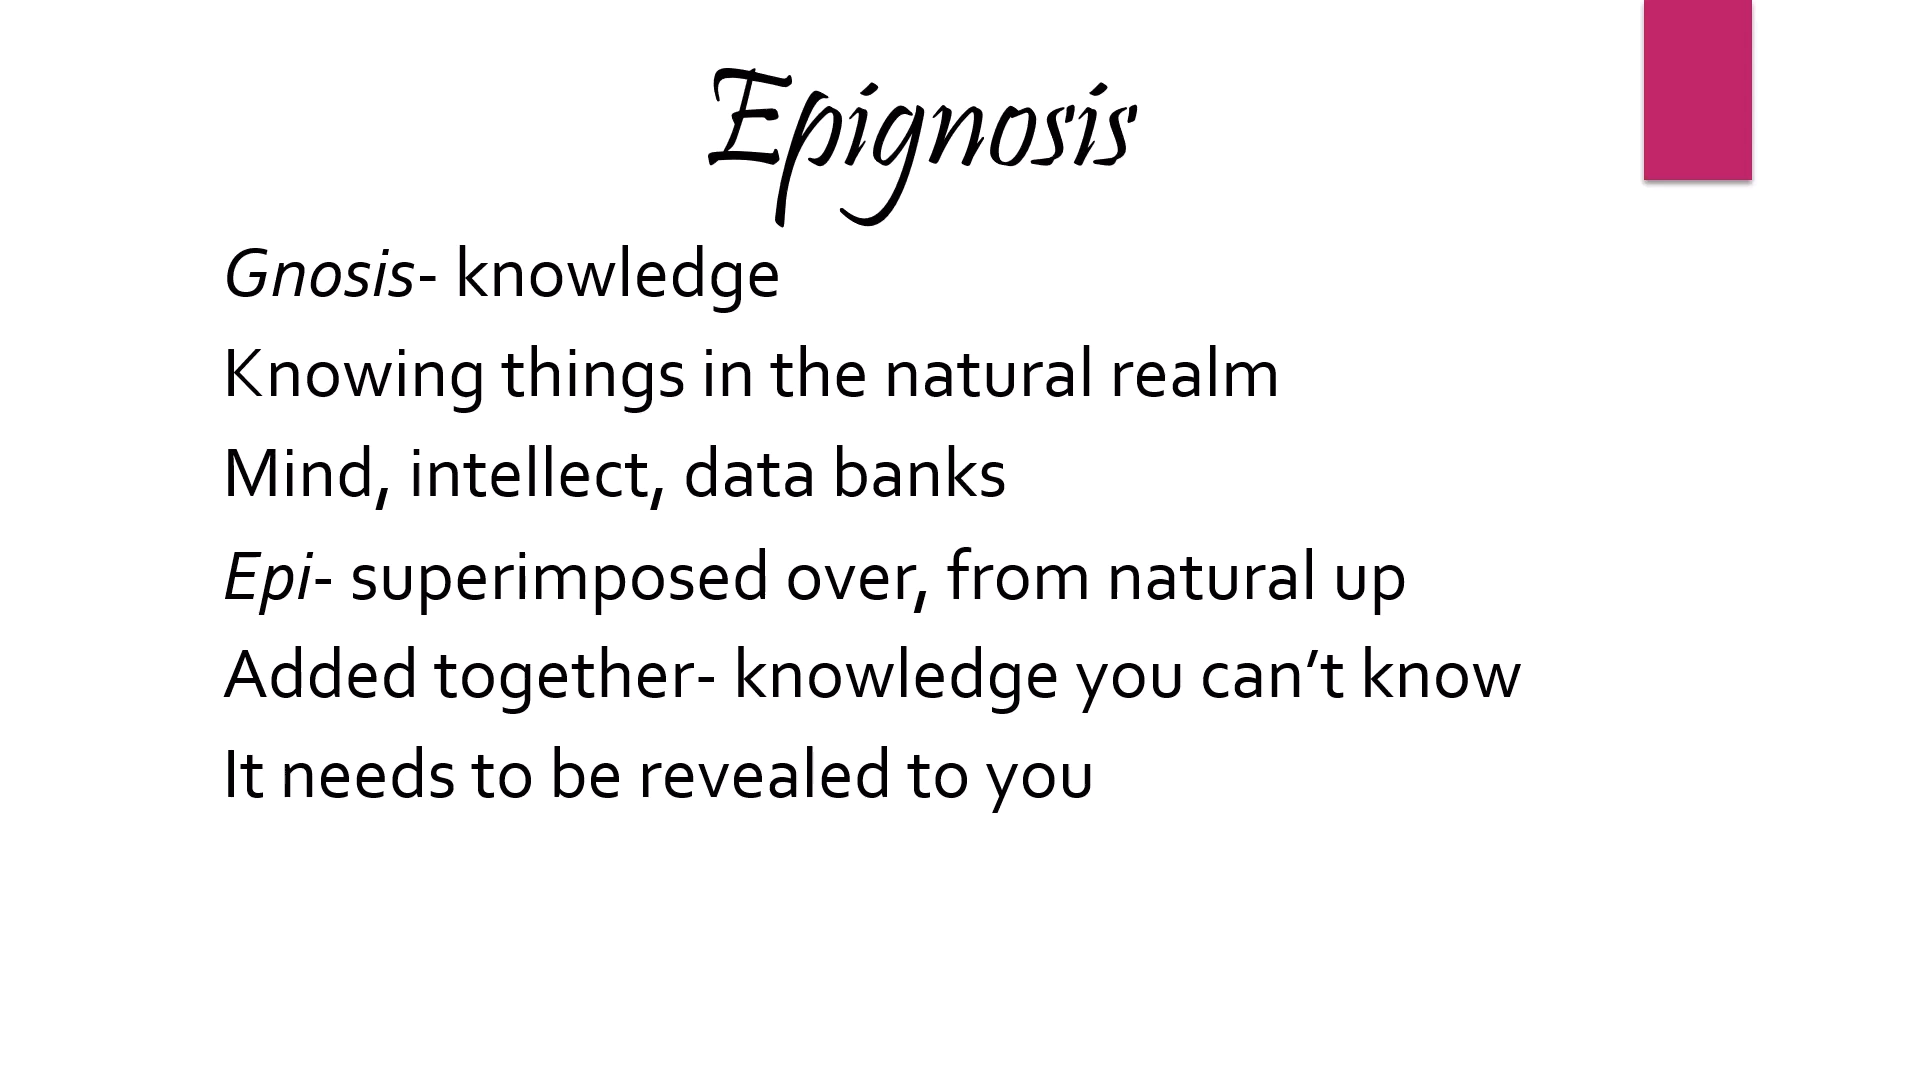 Epignosis
Gnosis- knowledge
Knowing things in the natural realm
Mind, intellect, data banks
Epi- superimposed over, from natural up
Added together- knowledge you can’t know
It needs to be revealed to you